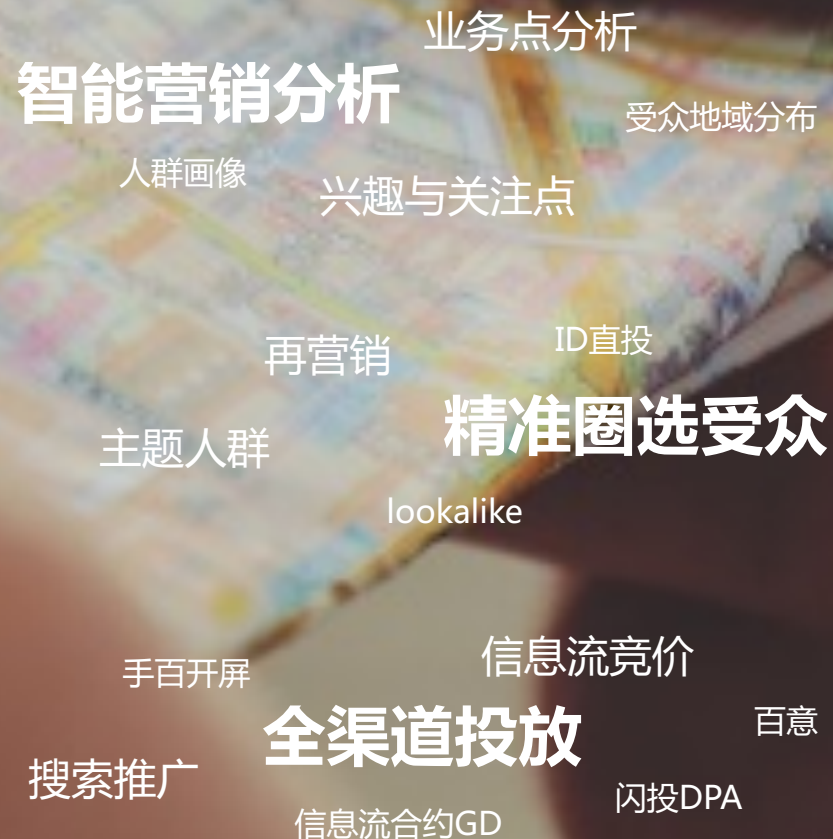 业务点分析
智能营销分析
受众地域分布
人群画像
兴趣与关注点
ID直投
再营销
精准圈选受众
主题人群
lookalike
信息流竞价
手百开屏
百意
全渠道投放
搜索推广
闪投DPA
信息流合约GD